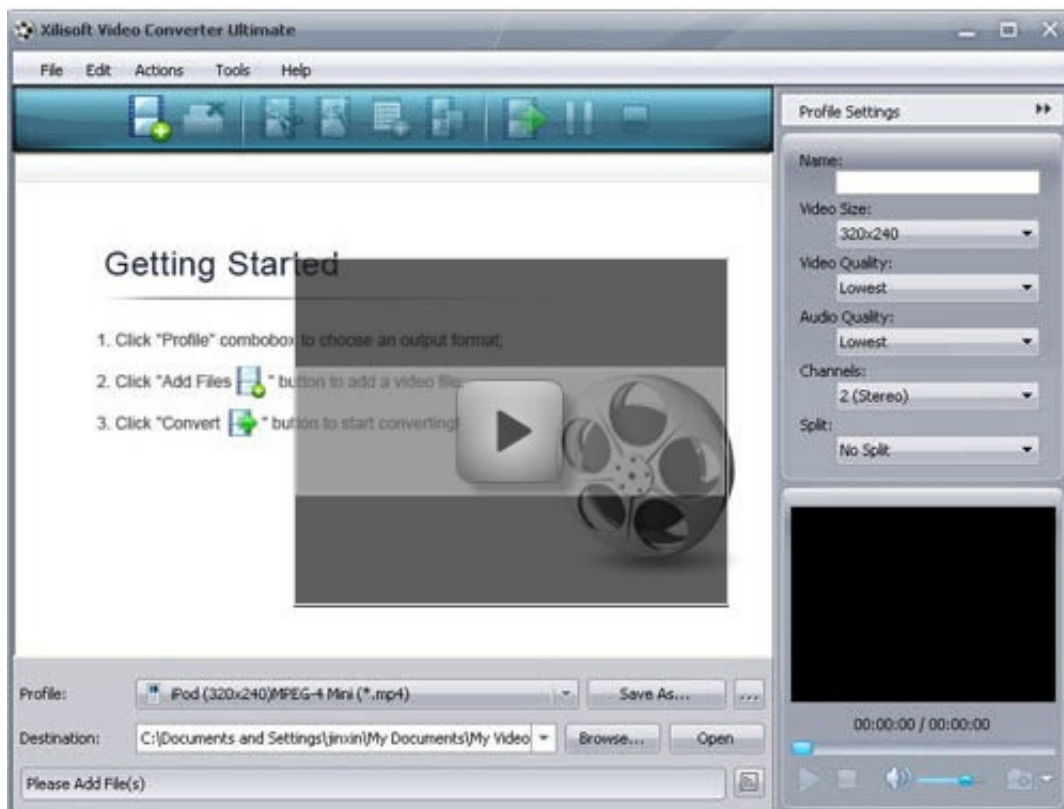 Xilisoft Video Converter Ultimate
File Edit Actions Tools Help
Getting Started
1. Click "Profile" combobox to choose an output format;
2. Click "Add Files " button to add a video file.
3. Click "Convert " button to start converting!
Profile: iPod (320x240)MPEG-4 Mini (*.mp4) Save As... ...
Destination: C:\Documents and Settings\jinxin\My Documents\My Video Browse... Open
Please Add File(s)
Profile Settings
Name:
Video Size:
320x240
Video Quality:
Lowest
Audio Quality:
Lowest
Channels:
2 (Stereo)
Split:
No Split
00:00:00 / 00:00:00